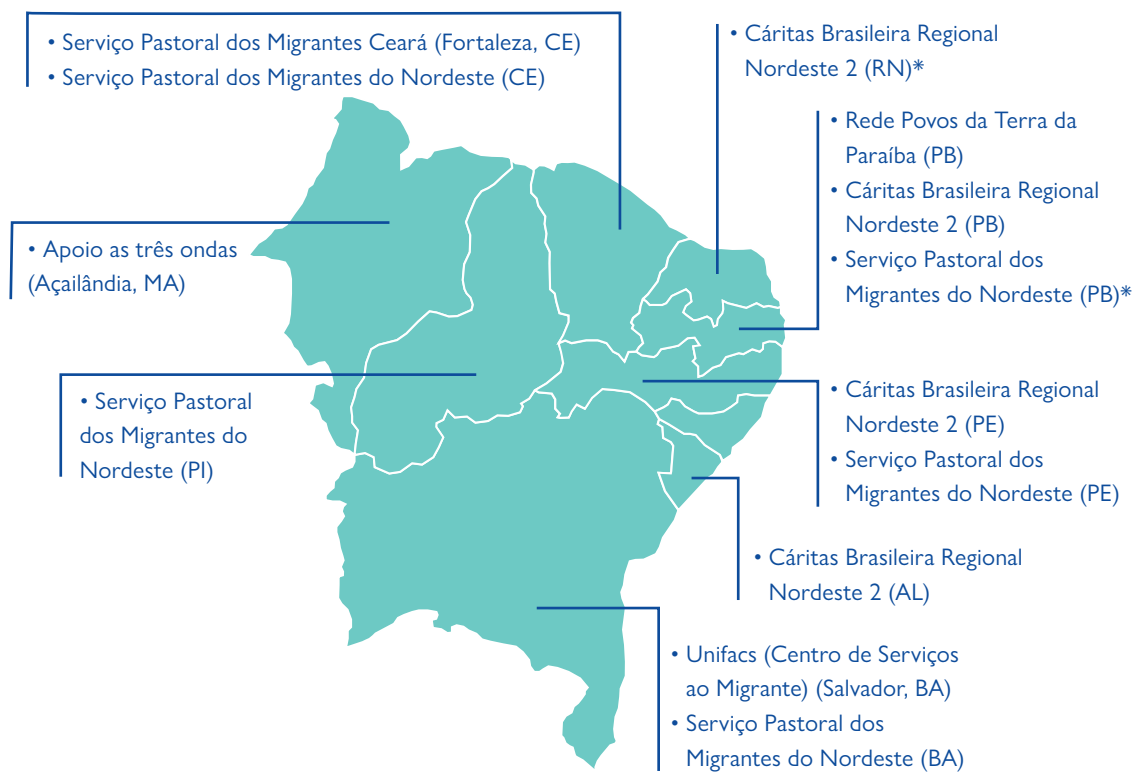 • Serviço Pastoral dos Migrantes Ceará (Fortaleza, CE)
• Serviço Pastoral dos Migrantes do Nordeste (CE)
• Cáritas Brasileira Regional
Nordeste 2 (RN)*
• Rede Povos da Terra da
Paraíba (PB)
• Cáritas Brasileira Regional
Nordeste 2 (PB)
• Serviço Pastoral dos
Migrantes do Nordeste (PB)*
• Apoio as três ondas
(Açailândia, MA)
• Serviço Pastoral
dos Migrantes do
Nordeste (PI)
• Cáritas Brasileira Regional
Nordeste 2 (PE)
• Serviço Pastoral dos
Migrantes do Nordeste (PE)
• Cáritas Brasileira Regional
Nordeste 2 (AL)
• Unifacs (Centro de Serviços
ao Migrante) (Salvador, BA)
• Serviço Pastoral dos
Migrantes do Nordeste (BA)